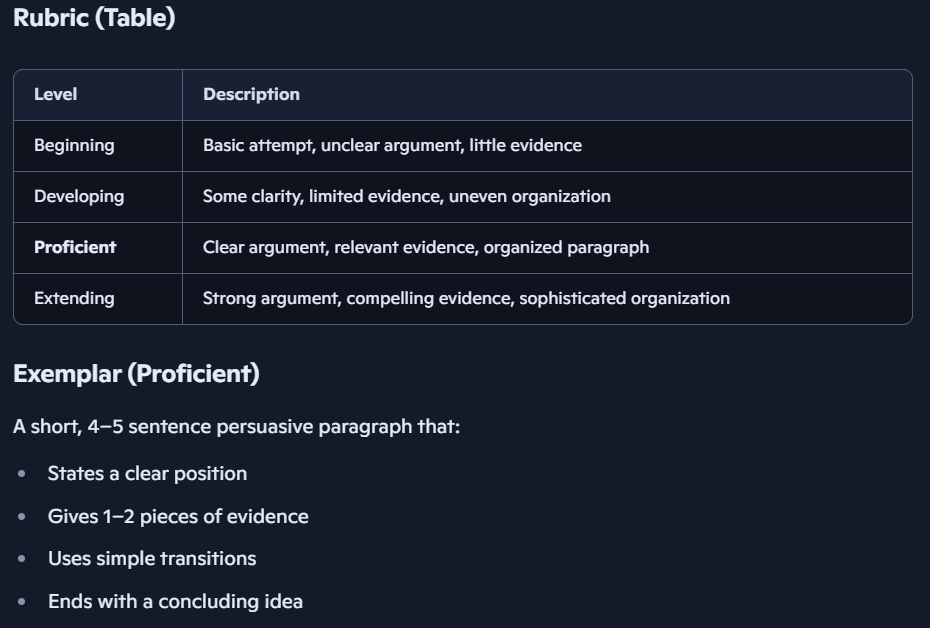 Rubric (Table)
Level Description
Beginning Basic attempt, unclear argument, little evidence
Developing Some clarity, limited evidence, uneven organization
Proficient Clear argument, relevant evidence, organized paragraph
Extending Strong argument, compelling evidence, sophisticated organization
Exemplar (Proficient)
A short, 4–5 sentence persuasive paragraph that:
• States a clear position
• Gives 1–2 pieces of evidence
• Uses simple transitions
• Ends with a concluding idea